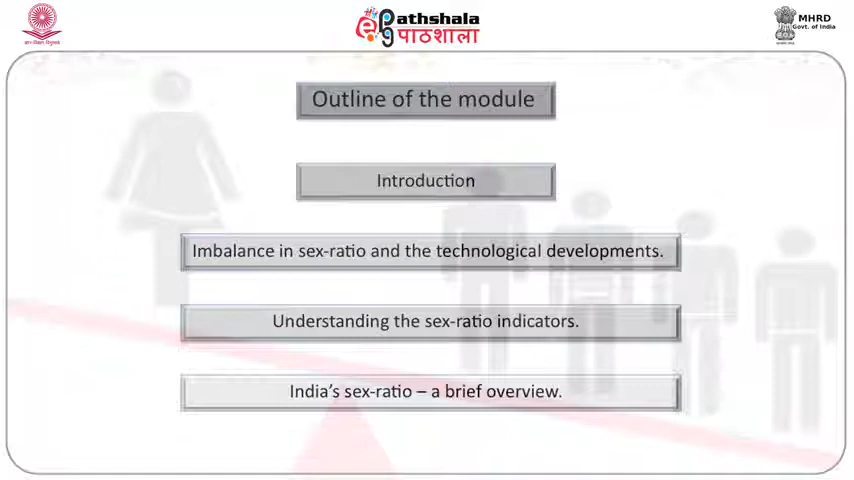 Pathshala
पाठशाला
MHRD
Govt. of India
Outline of the module
Introduction
Imbalance in sex-ratio and the technological developments.
Understanding the sex-ratio indicators.
India's sex-ratio – a brief overview.